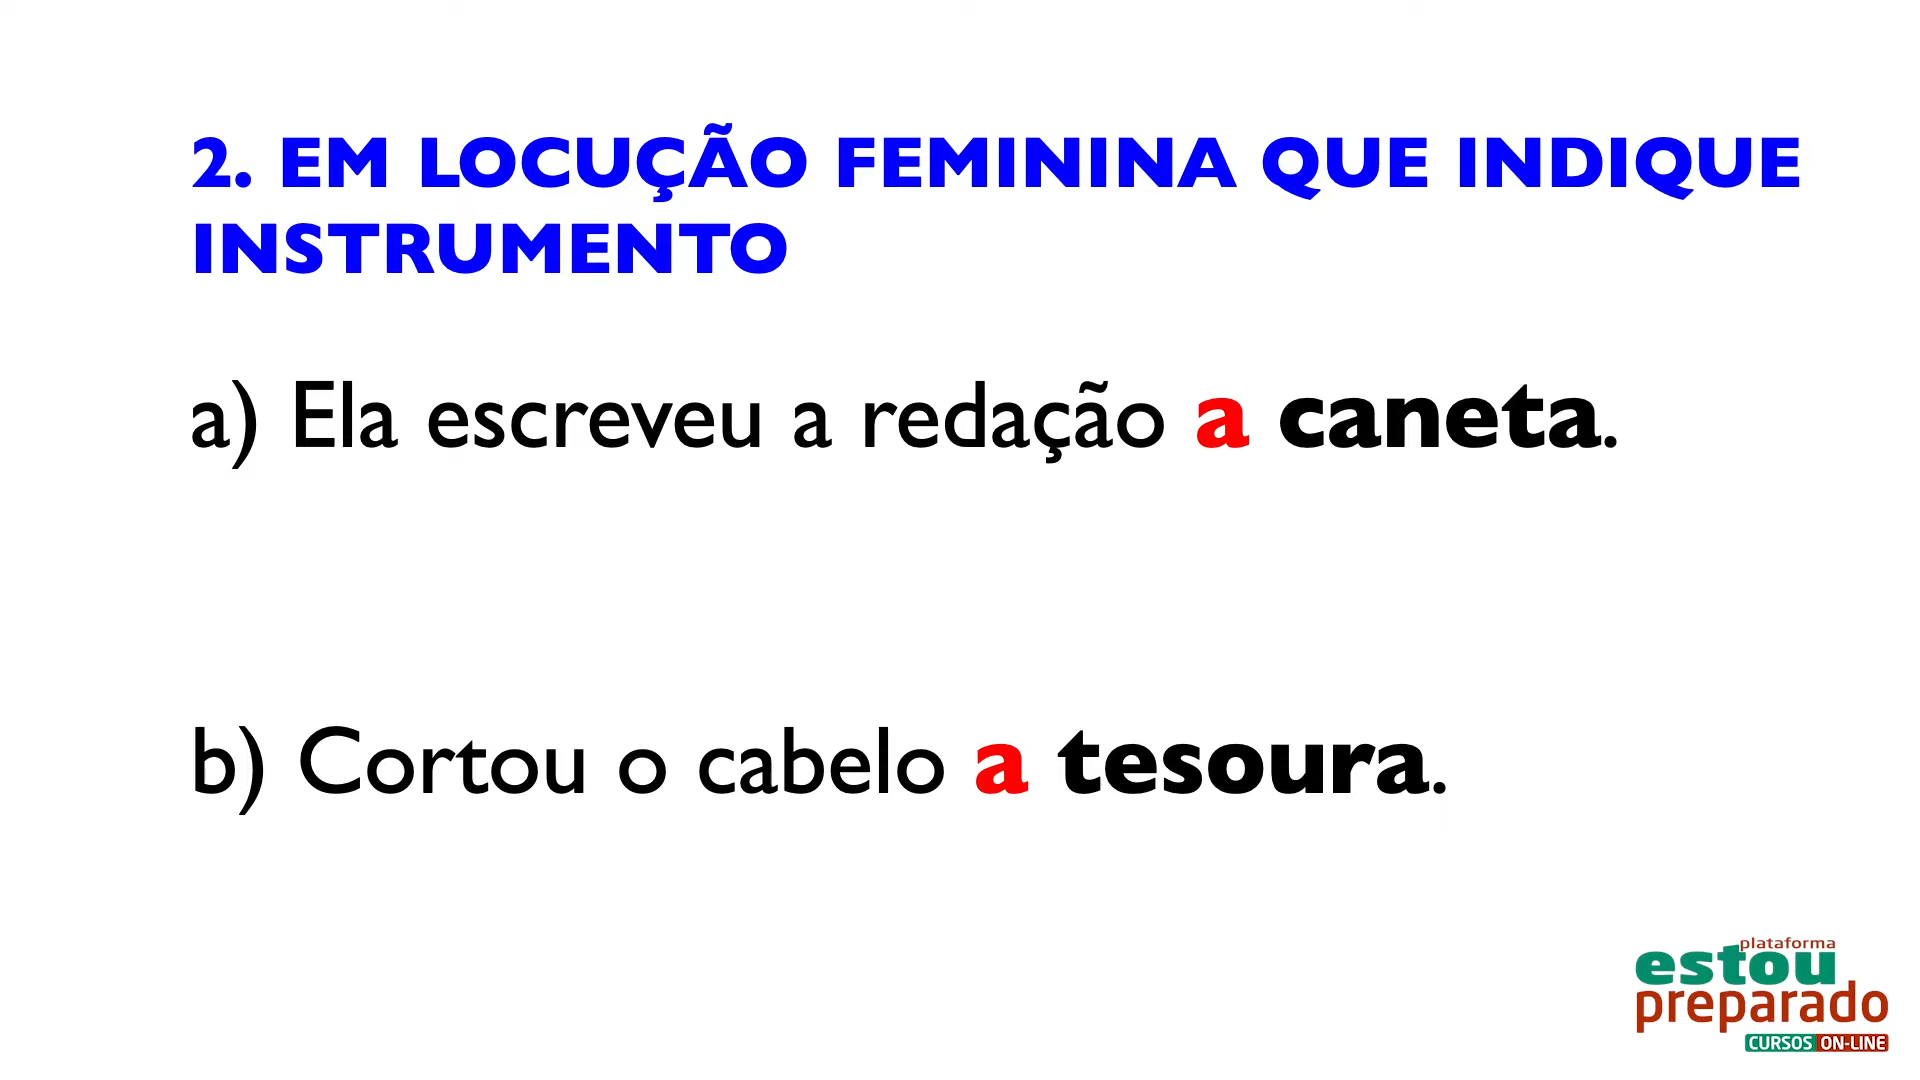 2. EM LOCUÇÃO FEMININA QUE INDIQUE
INSTRUMENTO
a) Ela escreveu a redação a caneta.
b) Cortou o cabelo a tesoura.
plataforma
estou
preparado
CURSOS ON-LINE